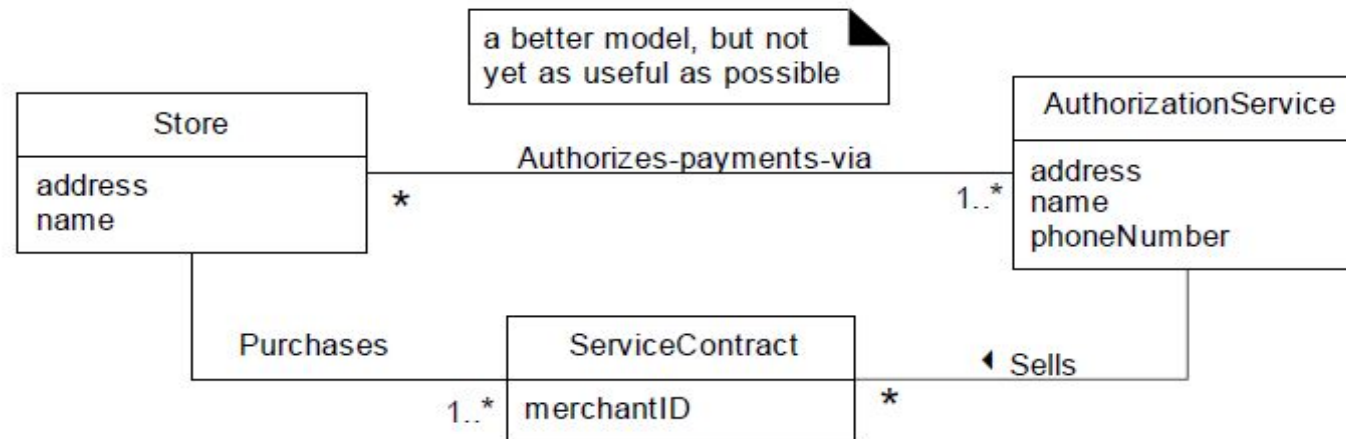 a better model, but not
yet as useful as possible
Store
AuthorizationService
address
name
Authorizes-payments-via
*
1..*
address
name
phoneNumber
Purchases
ServiceContract
Sells
1..*
merchantID
*